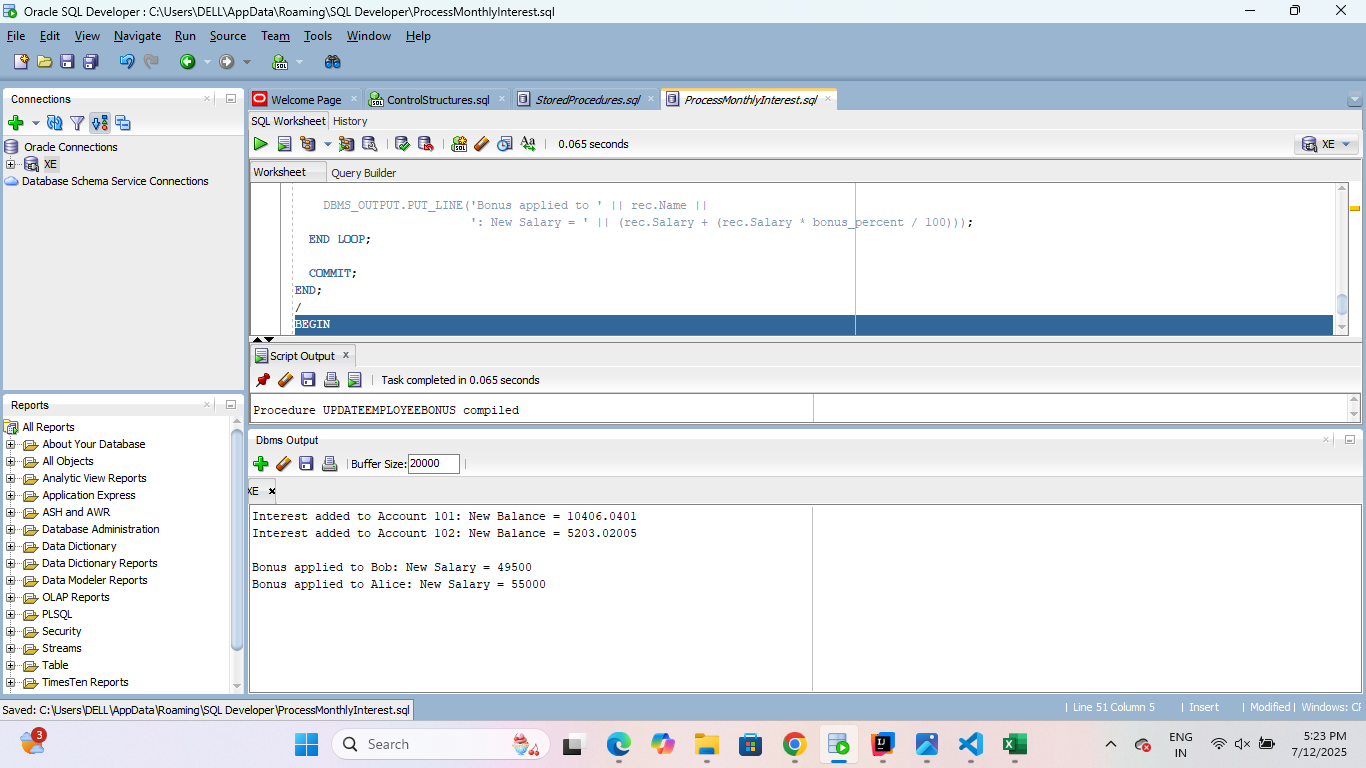 Oracle SQL Developer : C:\Users\DELL\AppData\Roaming\SQL Developer\ProcessMonthlyInterest.sql
File Edit View Navigate Run Source Team Tools Window Help
Connections
Oracle Connections
XE
Database Schema Service Connections
Reports
All Reports
About Your Database
All Objects
Analytic View Reports
Application Express
ASH and AWR
Database Administration
Data Dictionary
Data Dictionary Reports
Data Modeler Reports
OLAP Reports
PLSQL
Security
Streams
Table
TimesTen Reports
Welcome Page ControlStructures.sql StoredProcedures.sql ProcessMonthlyInterest.sql
SQL Worksheet History
0.065 seconds
XE
Worksheet Query Builder
DBMS_OUTPUT.PUT_LINE('Bonus applied to ' || rec.Name ||
': New Salary = ' || (rec.Salary + (rec.Salary * bonus_percent / 100)));
END LOOP;
COMMIT;
END;
/
BEGIN
Script Output x
Task completed in 0.065 seconds
Procedure UPDATEEMPLOYEEBONUS compiled
Dbms Output
Buffer Size: 20000
XE x
Interest added to Account 101: New Balance = 10406.0401
Interest added to Account 102: New Balance = 5203.02005
Bonus applied to Bob: New Salary = 49500
Bonus applied to Alice: New Salary = 55000
Saved: C:\Users\DELL\AppData\Roaming\SQL Developer\ProcessMonthlyInterest.sql
| Line 51 Column 5 | Insert | Modified | Windows: CF
3
Search
ENG
IN
5:23 PM
7/12/2025